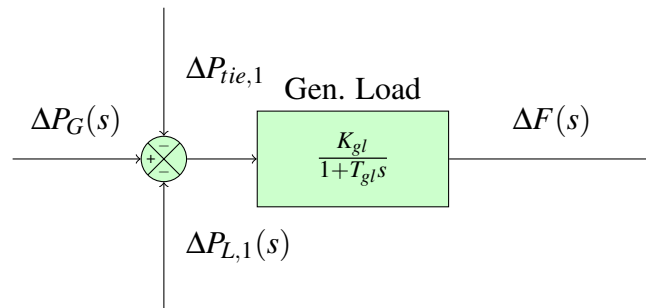 ΔP_{tie,1}
Gen. Load
ΔP_G(s)
ΔF(s)
−
+
−
K_{gl}
1+T_{gl}s
ΔP_{L,1}(s)